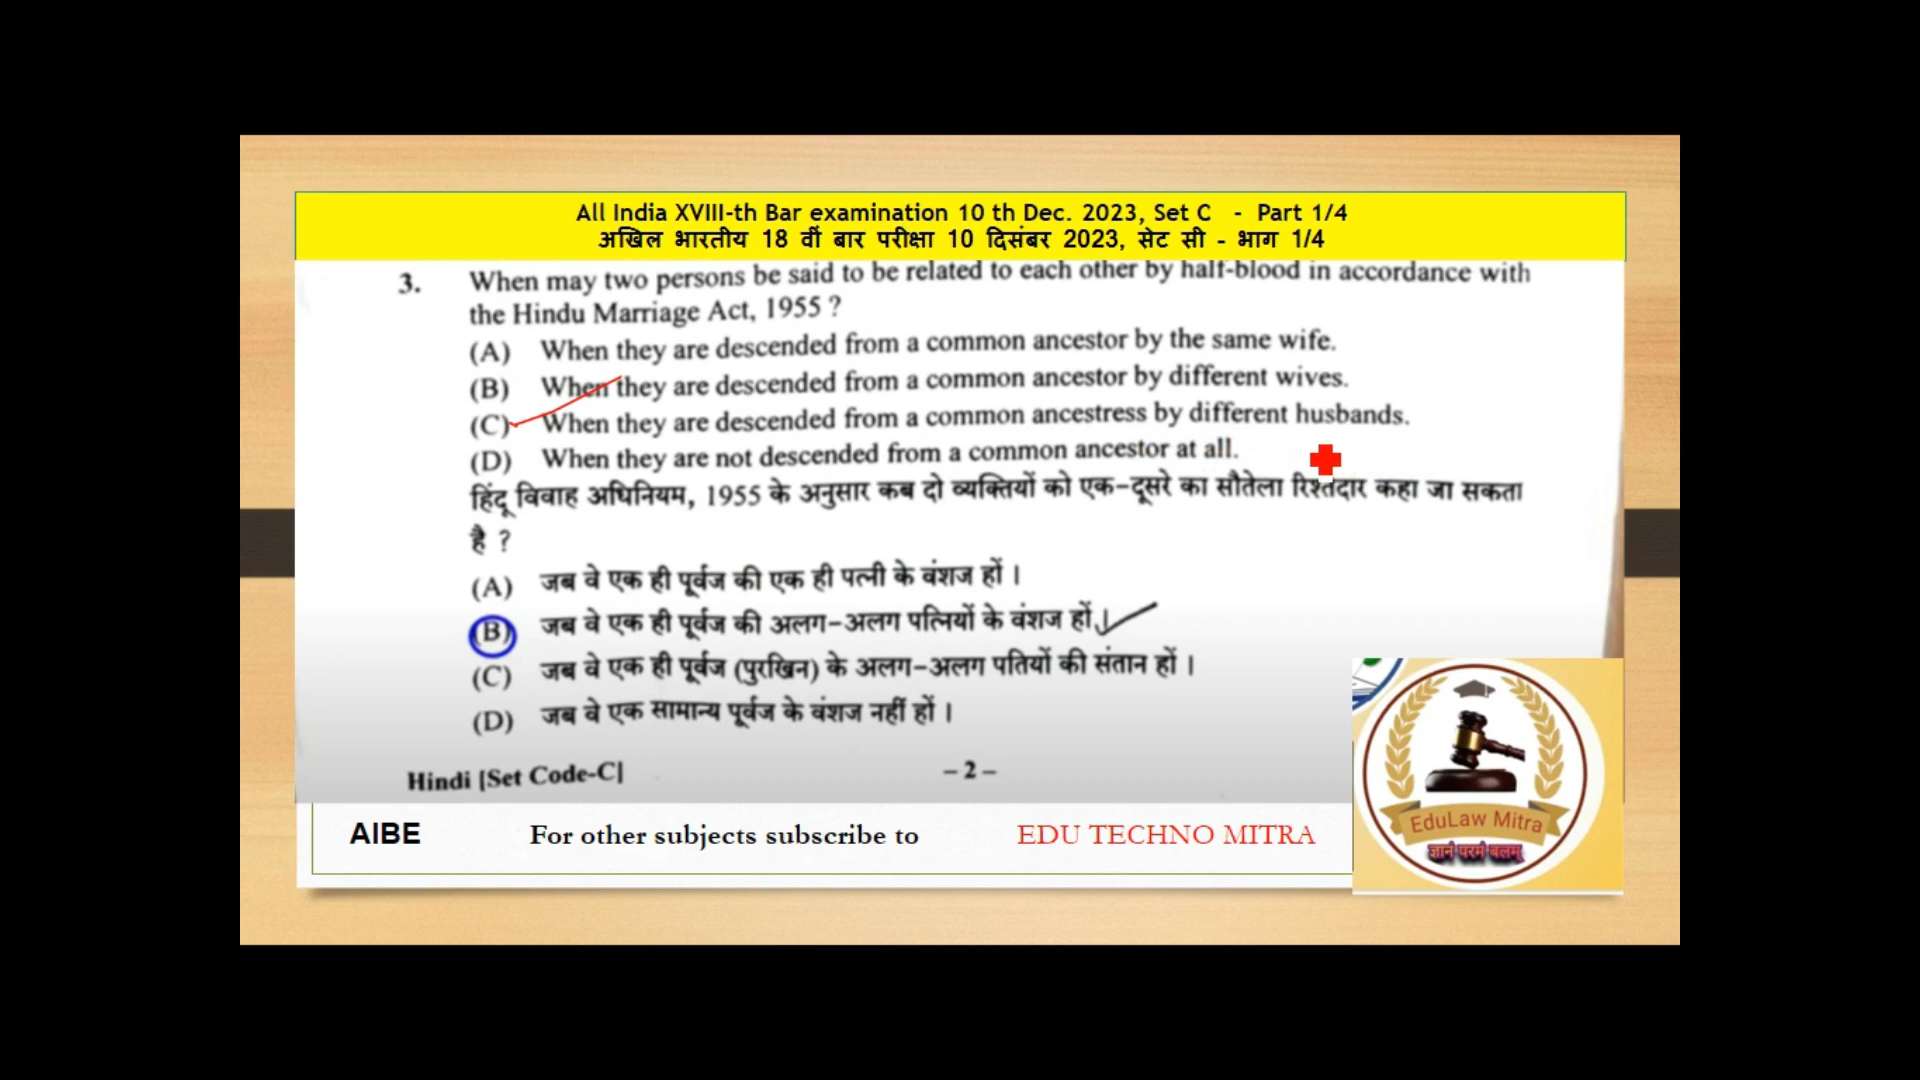 All India XVIII-th Bar examination 10 th Dec. 2023, Set C - Part 1/4
अखिल भारतीय 18 वीं बार परीक्षा 10 दिसंबर 2023, सेट सी - भाग 1/4
3. When may two persons be said to be related to each other by half-blood in accordance with
the Hindu Marriage Act, 1955 ?
(A) When they are descended from a common ancestor by the same wife.
(B) When they are descended from a common ancestor by different wives.
(C) When they are descended from a common ancestress by different husbands.
(D) When they are not descended from a common ancestor at all.
हिंदू विवाह अधिनियम, 1955 के अनुसार कब दो व्यक्तियों को एक-दूसरे का सौतेला रिश्तेदार कहा जा सकता
है ?
(A) जब वे एक ही पूर्वज की एक ही पत्नी के वंशज हों ।
(B) जब वे एक ही पूर्वज की अलग-अलग पत्नियों के वंशज हों ।
(C) जब वे एक ही पूर्वज (पुरखिन) के अलग-अलग पतियों की संतान हों ।
(D) जब वे एक सामान्य पूर्वज के वंशज नहीं हों ।
Hindi [Set Code-C]
– 2 –
AIBE For other subjects subscribe to EDU TECHNO MITRA
EduLaw Mitra
ज्ञानं परमं बलम्